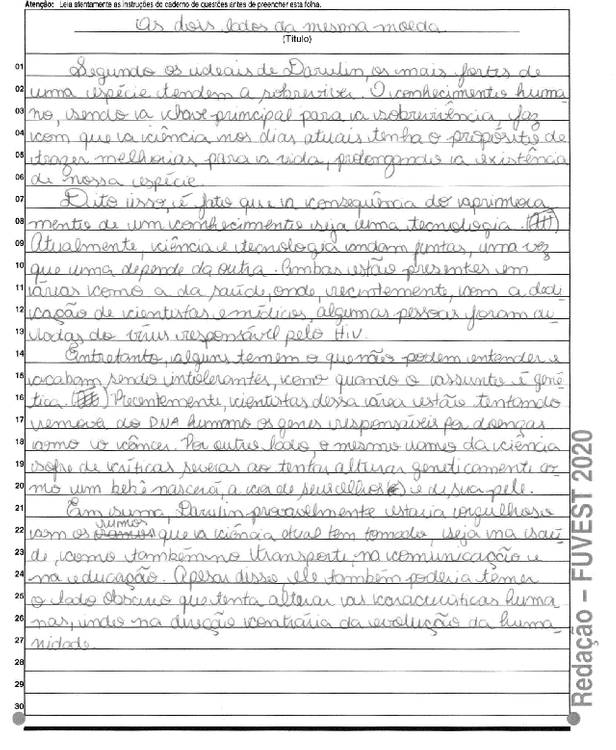 Atenção: Leia atentamente as instruções do caderno de questões antes de preencher esta folha.
Os dois lados da mesma moeda
(Título)
01 Segundo os ideais de Darwlin, os mais fortes de
02 uma espécie tendem a sobreviver. O conhecimento huma
03 no, sendo a chave principal para a sobrevivência, faz
04 com que a ciência nos dias atuais tenha o propósito de
05 trazer melhorias para a vida, prolongando a existência
06 de nossa espécie.
07 Dito isso, é fato que a consequência do aprimora
08 mento de um conhecimento seja uma tecnologia.
09 Atualmente, ciência e tecnologia andam juntas, uma vez
10 que uma depende da outra. Ambas estão presentes em
11 áreas como a da saúde, onde, recentemente, com a dedi
12 cação de cientistas e médicos, algumas pessoas foram cu
13 radas do vírus responsável pelo HIV.
14 Entretanto, alguns temem o que não podem entender e
15 acabam sendo intolerantes, como quando o assunto é gené
16 tica. Recentemente, cientistas dessa área estão tentando
17 remover do DNA humano os genes responsáveis por doenças
18 como o câncer. Por outro lado, o mesmo ramo da ciência
19 sofre de críticas severas ao tentar alterar geneticamente co
20 mo um bebê nascerá, a cor de seus olhos e de sua pele.
21 Em suma, Darwlin provavelmente estaria orgulhoso
22 com os rumos que a ciência atual tem tomado, seja na saú
23 de, como também no transporte, na comunicação e
24 na educação. Apesar disso, ele também poderia temer
25 o lado obscuro que tenta alterar as características huma
26 nas, indo na direção contrária da evolução da huma
27 nidade.
28
29
30
Redação – FUVEST 2020